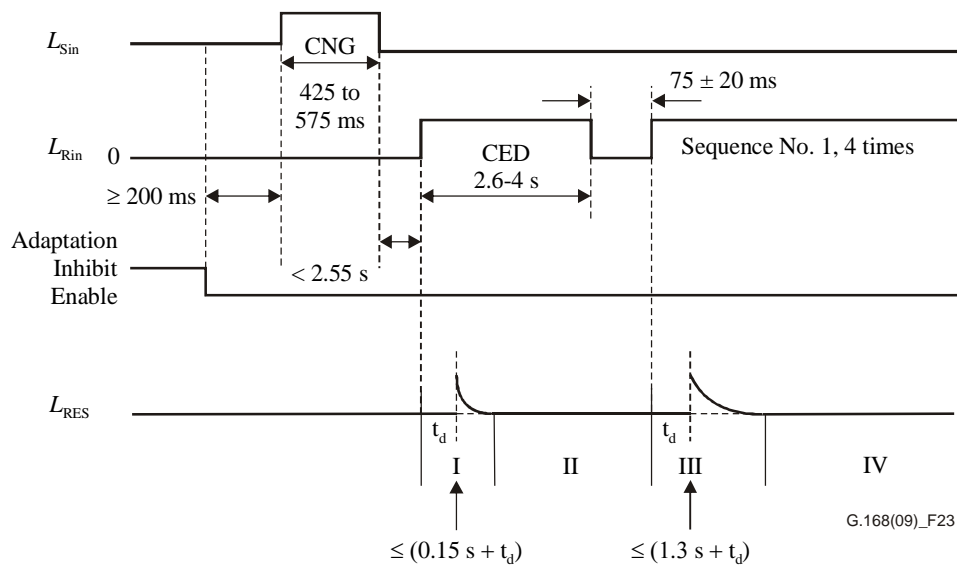 L_Sin
CNG
425 to
575 ms
75 ± 20 ms
L_Rin 0
CED
2.6-4 s
Sequence No. 1, 4 times
≥ 200 ms
Adaptation
Inhibit
Enable
< 2.55 s
L_RES
t_d
t_d
I
II
III
IV
≤ (0.15 s + t_d)
≤ (1.3 s + t_d)
G.168(09)_F23